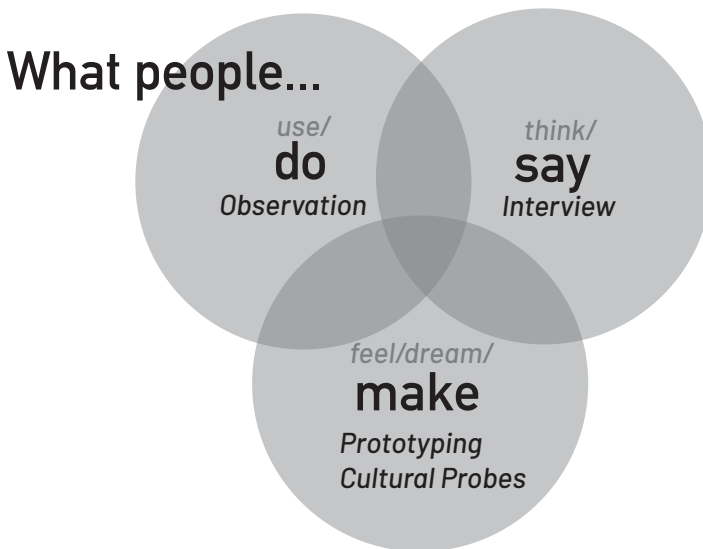 What people...
use/
do
Observation
think/
say
Interview
feel/dream/
make
Prototyping
Cultural Probes